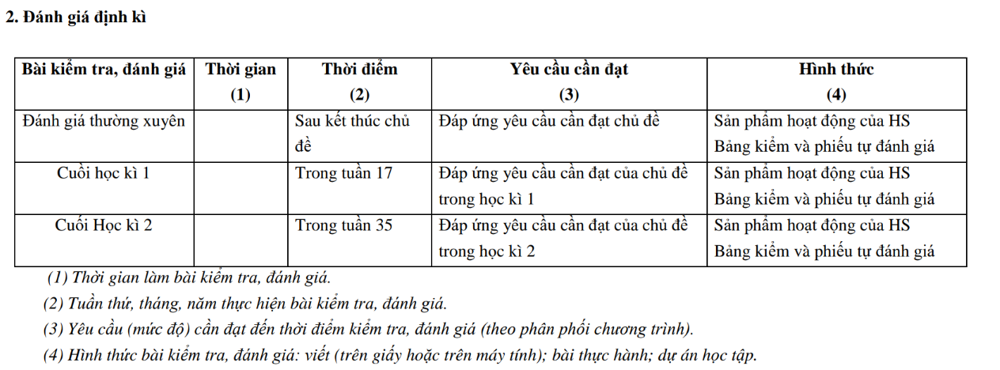 2. Đánh giá định kì
Bài kiểm tra, đánh giá Thời gian Thời điểm Yêu cầu cần đạt Hình thức
(1) (2) (3) (4)
Đánh giá thường xuyên Sau kết thúc chủ Đáp ứng yêu cầu cần đạt chủ đề Sản phẩm hoạt động của HS
đề Bảng kiểm và phiếu tự đánh giá
Cuối học kì 1 Trong tuần 17 Đáp ứng yêu cầu cần đạt của chủ đề Sản phẩm hoạt động của HS
trong học kì 1 Bảng kiểm và phiếu tự đánh giá
Cuối Học kì 2 Trong tuần 35 Đáp ứng yêu cầu cần đạt của chủ đề Sản phẩm hoạt động của HS
trong học kì 2 Bảng kiểm và phiếu tự đánh giá
(1) Thời gian làm bài kiểm tra, đánh giá.
(2) Tuần thứ, tháng, năm thực hiện bài kiểm tra, đánh giá.
(3) Yêu cầu (mức độ) cần đạt đến thời điểm kiểm tra, đánh giá (theo phân phối chương trình).
(4) Hình thức bài kiểm tra, đánh giá: viết (trên giấy hoặc trên máy tính); bài thực hành; dự án học tập.